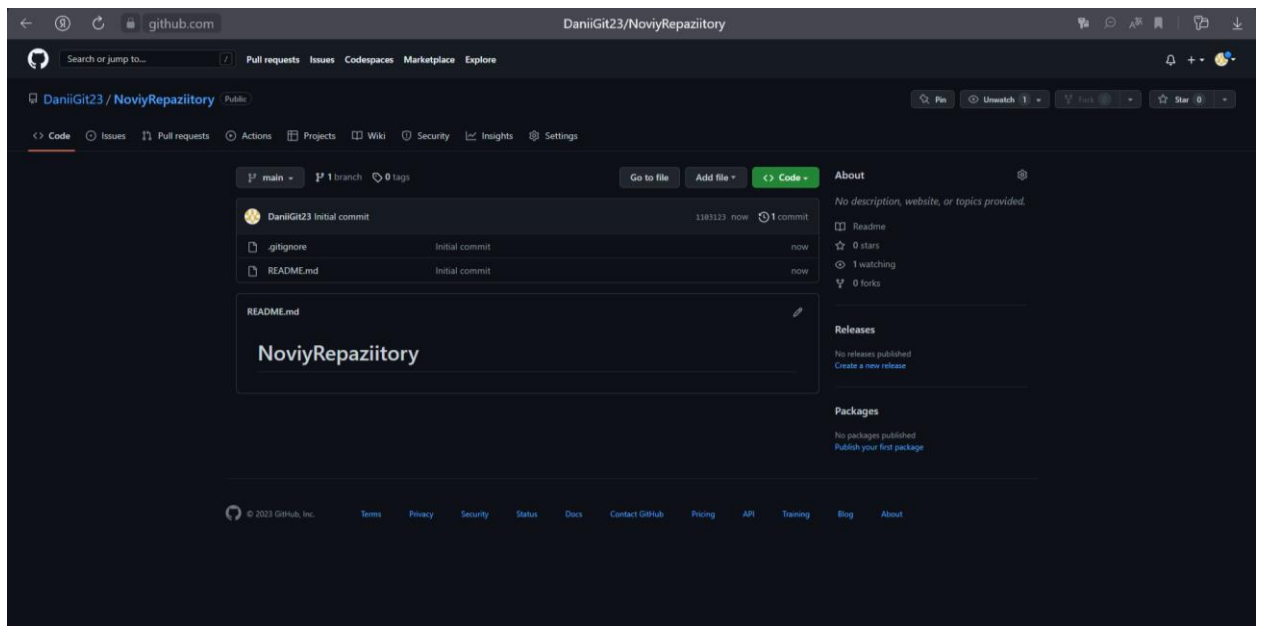 github.com DaniiGit23/NoviyRepaziitory
Search or jump to... / Pull requests Issues Codespaces Marketplace Explore
DaniiGit23 / NoviyRepaziitory Public Pin Unwatch 1 Fork 0 Star 0
Code Issues Pull requests Actions Projects Wiki Security Insights Settings
main 1 branch 0 tags Go to file Add file Code
DaniiGit23 Initial commit 1103123 now 1 commit
.gitignore Initial commit now
README.md Initial commit now
README.md
NoviyRepaziitory
About
No description, website, or topics provided.
Readme
0 stars
1 watching
0 forks
Releases
No releases published
Create a new release
Packages
No packages published
Publish your first package
© 2023 GitHub, Inc. Terms Privacy Security Status Docs Contact GitHub Pricing API Training Blog About